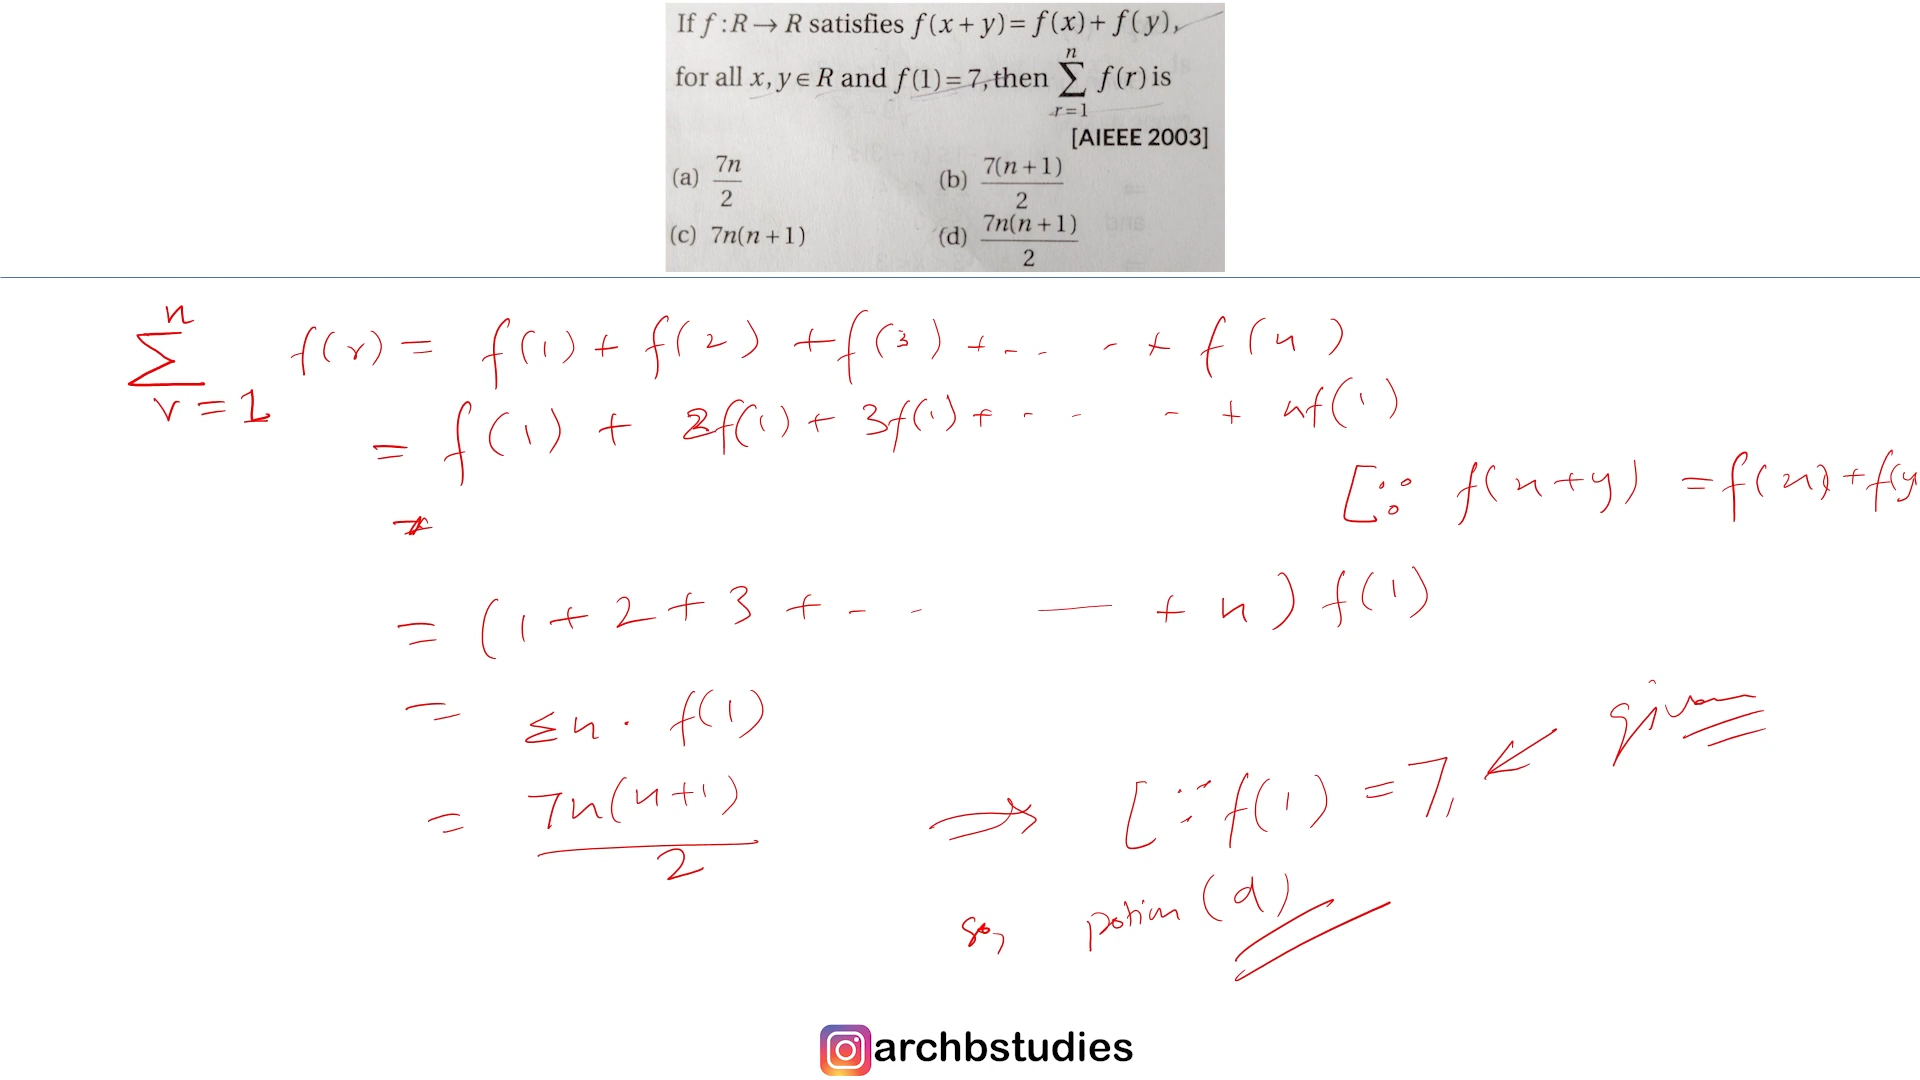 If f : R → R satisfies f(x + y) = f(x) + f(y),
for all x, y ∈ R and f(1) = 7, then ∑ f(r) is
n
r=1
[AIEEE 2003]
(a) 7n/2 (b) 7(n+1)/2
(c) 7n(n+1) (d) 7n(n+1)/2
n ∑ r=1 f(r) = f(1) + f(2) + f(3) + -- - + f(n)
= f(1) + 2f(1) + 3f(1) + - - - + nf(1)
[∵ f(x+y) = f(x) + f(y
= (1 + 2 + 3 + - - — + n) f(1)
= Σn · f(1)
= 7n(n+1)/2 ⇒ [∵ f(1) = 7, ← given
so, potion (d)
archbstudies